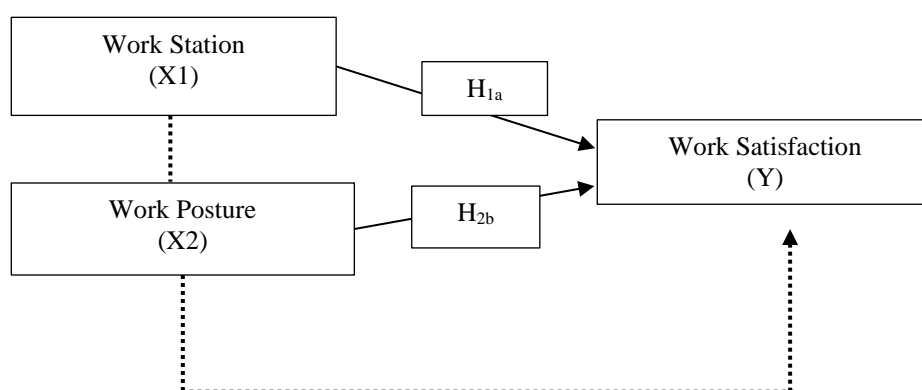 Work Station
(X1)
H1a
Work Satisfaction
(Y)
Work Posture
(X2)
H2b